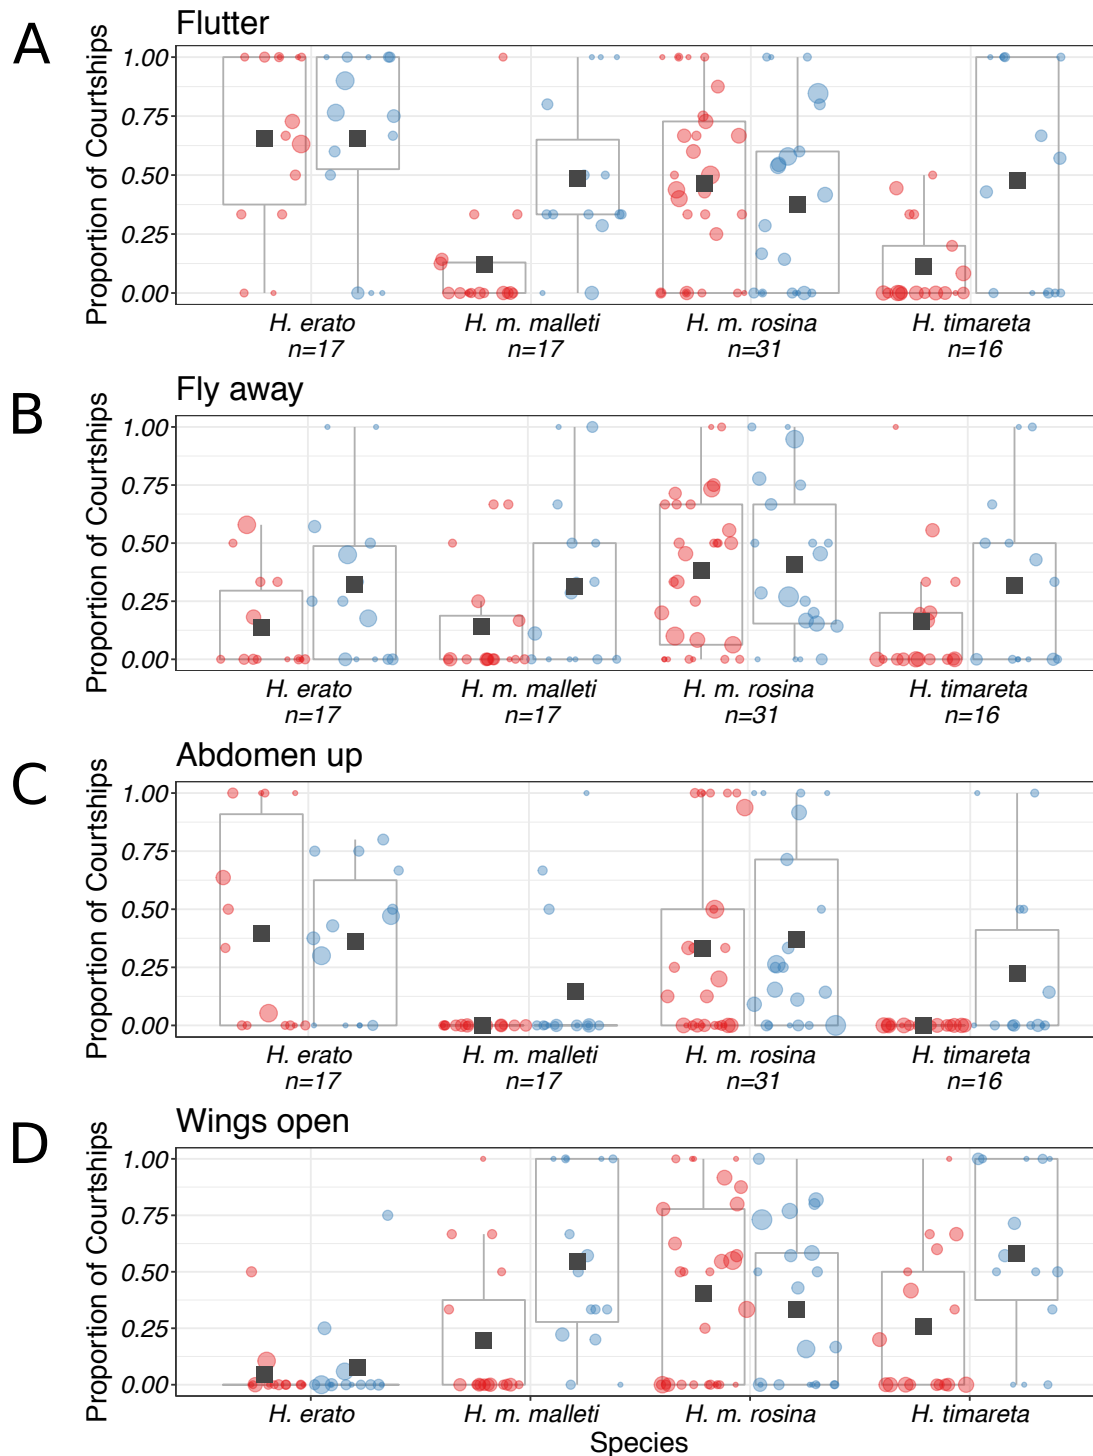 A
Flutter
Proportion of Courtships
1.00
0.75
0.50
0.25
0.00
H. erato
n=17
H. m. malleti
n=17
H. m. rosina
n=31
H. timareta
n=16
B
Fly away
Proportion of Courtships
1.00
0.75
0.50
0.25
0.00
H. erato
n=17
H. m. malleti
n=17
H. m. rosina
n=31
H. timareta
n=16
C
Abdomen up
Proportion of Courtships
1.00
0.75
0.50
0.25
0.00
H. erato
n=17
H. m. malleti
n=17
H. m. rosina
n=31
H. timareta
n=16
D
Wings open
Proportion of Courtships
1.00
0.75
0.50
0.25
0.00
H. erato
H. m. malleti
H. m. rosina
H. timareta
Species